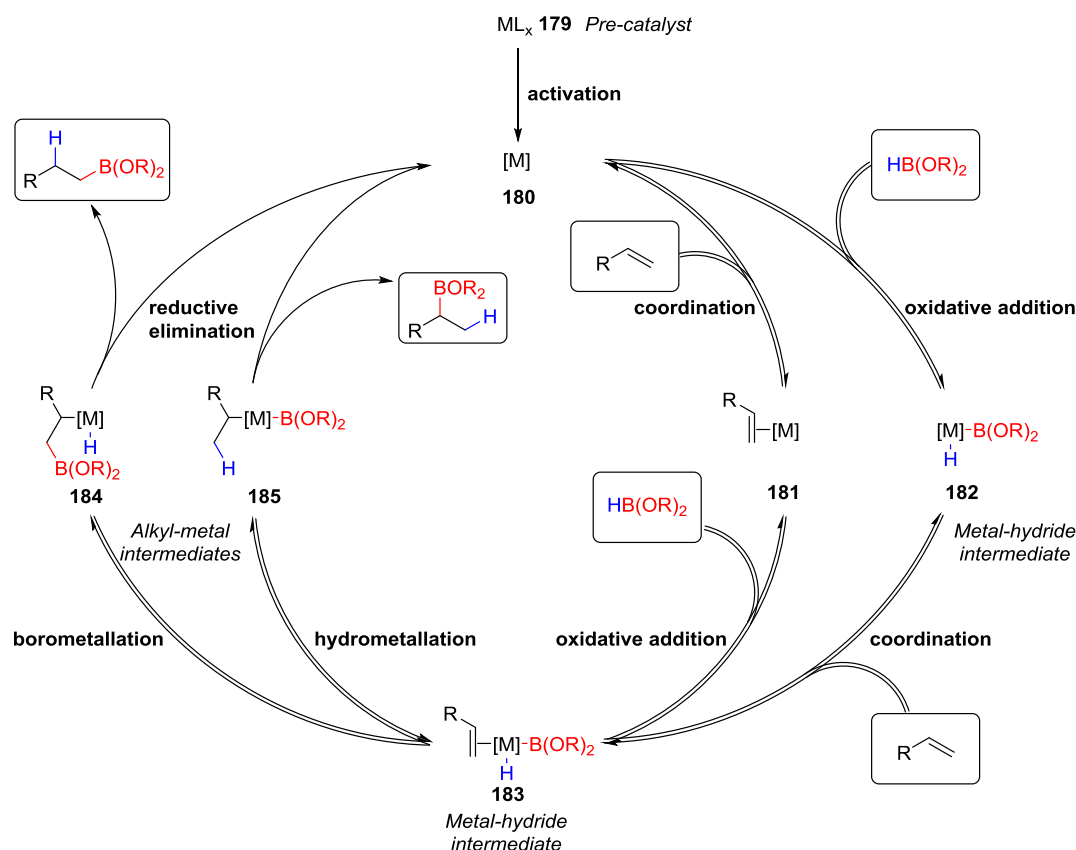 MLₓ 179 Pre-catalyst
activation
[M]
180
H
R
B(OR)₂
HB(OR)₂
R
coordination
oxidative addition
reductive
elimination
BOR₂
R
H
R
[M]
H
B(OR)₂
184
R
[M]-B(OR)₂
H
185
Alkyl-metal
intermediates
R
[M]
181
[M]-B(OR)₂
H
182
Metal-hydride
intermediate
HB(OR)₂
borometallation
hydrometallation
oxidative addition
coordination
R
[M]-B(OR)₂
H
183
Metal-hydride
intermediate
R